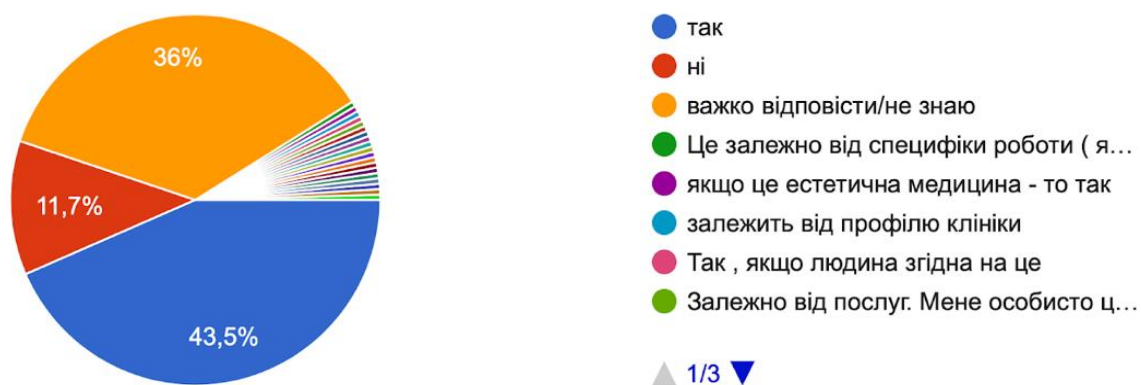 36%
11,7%
43,5%
так
ні
важко відповісти/не знаю
Це залежно від специфіки роботи ( я…
якщо це естетична медицина - то так
залежить від профілю клініки
Так , якщо людина згідна на це
Залежно від послуг. Мене особисто ц…
1/3